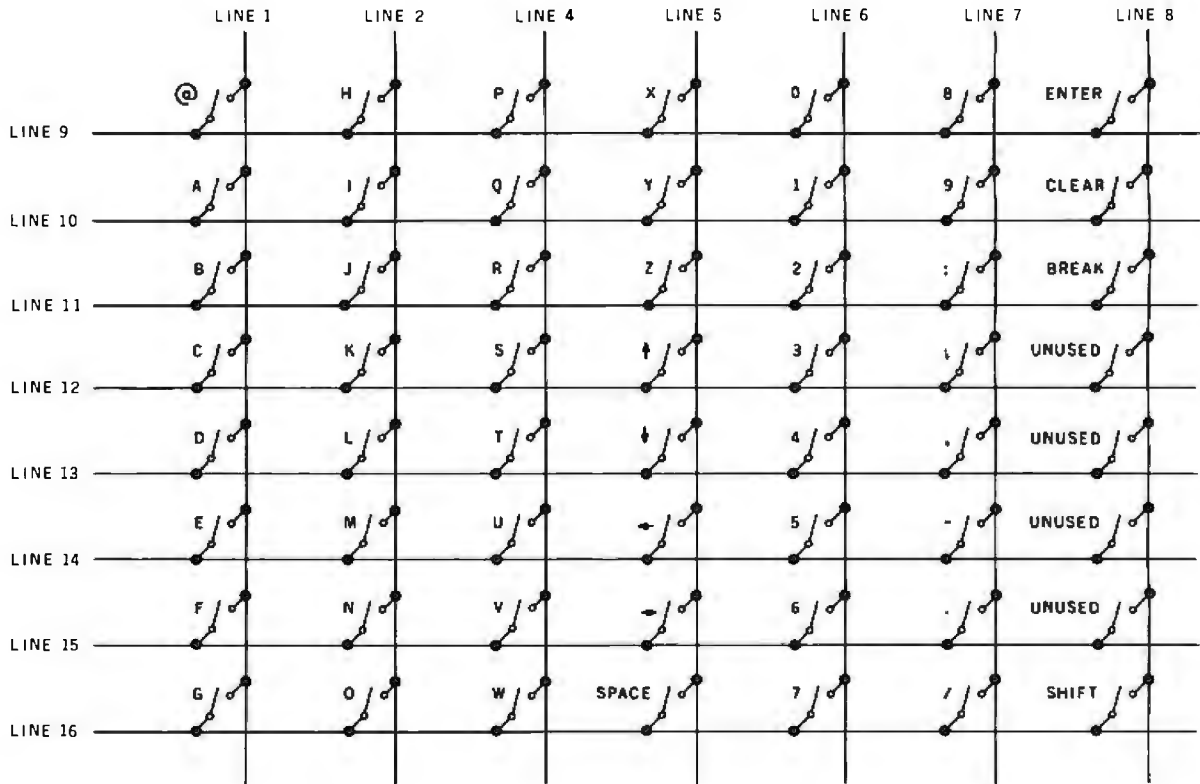 LINE 1 LINE 2 LINE 4 LINE 5 LINE 6 LINE 7 LINE 8
@ H P X 0 8 ENTER
LINE 9
A I Q Y 1 9 CLEAR
LINE 10
B J R Z 2 : BREAK
LINE 11
C K S ↑ 3 ; UNUSED
LINE 12
D L T ↓ 4 , UNUSED
LINE 13
E M U ← 5 - UNUSED
LINE 14
F N V → 6 . UNUSED
LINE 15
G O W SPACE 7 / SHIFT
LINE 16